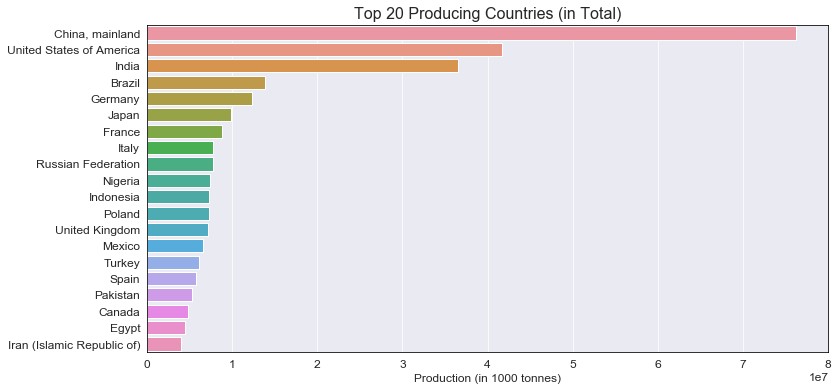 Top 20 Producing Countries (in Total)
China, mainland
United States of America
India
Brazil
Germany
Japan
France
Italy
Russian Federation
Nigeria
Indonesia
Poland
United Kingdom
Mexico
Turkey
Spain
Pakistan
Canada
Egypt
Iran (Islamic Republic of)
0 1 2 3 4 5 6 7 8
1e7
Production (in 1000 tonnes)